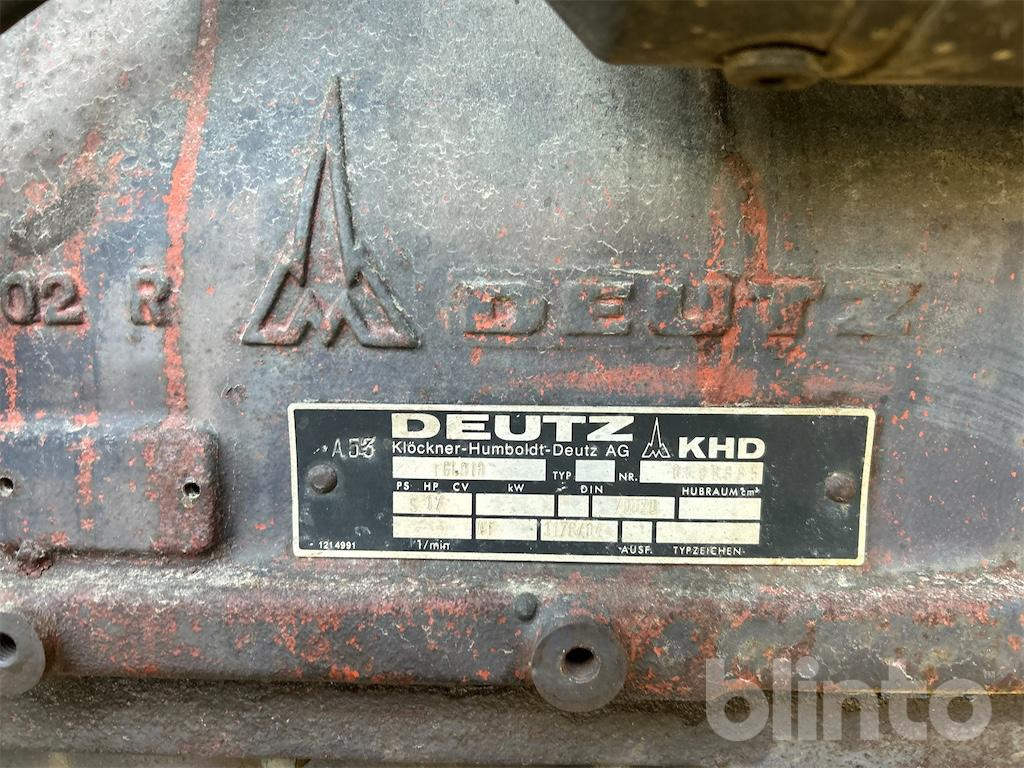 02 R
DEUTZ
DEUTZ
A53 Klöckner-Humboldt-Deutz AG KHD
TYP NR.
PS HP CV kW DIN HUBRAUM cm³
1214991 1/min AUSF. TYPZEICHEN
blinto